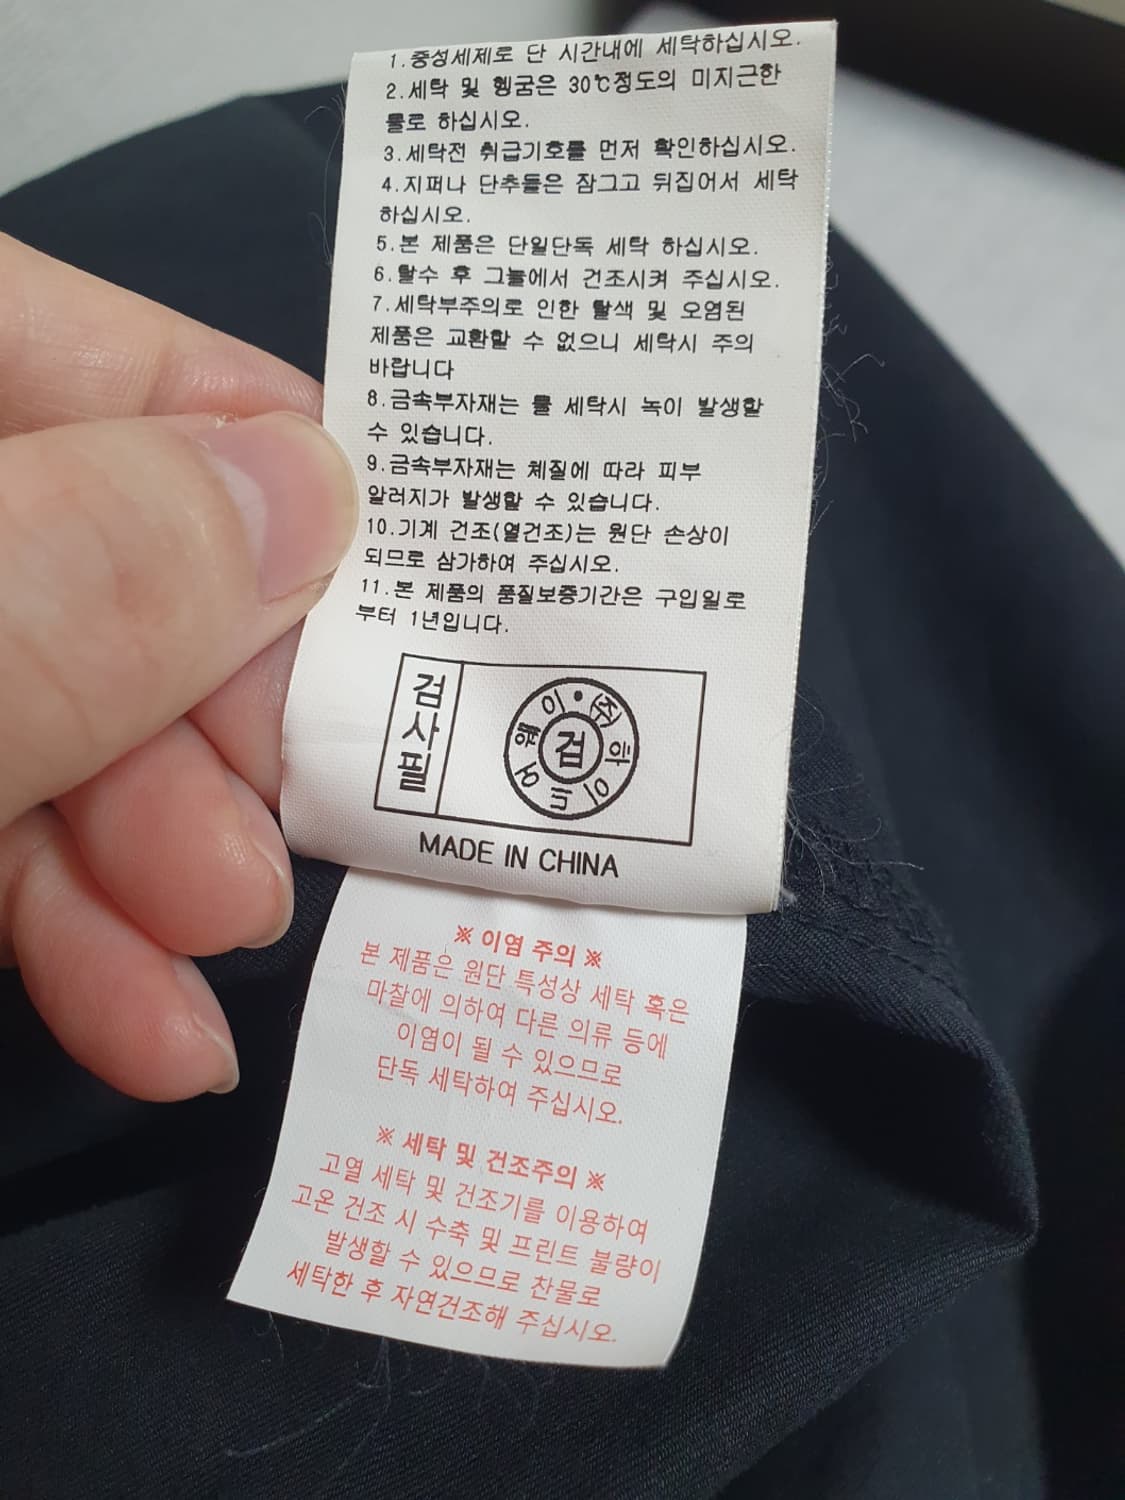 1.중성세제로 단 시간내에 세탁하십시오.
2.세탁 및 헹굼은 30℃정도의 미지근한
물로 하십시오.
3.세탁전 취급기호를 먼저 확인하십시오.
4.지퍼나 단추들은 잠그고 뒤집어서 세탁
하십시오.
5.본 제품은 단일단독 세탁 하십시오.
6.탈수 후 그늘에서 건조시켜 주십시오.
7.세탁부주의로 인한 탈색 및 오염된
제품은 교환할 수 없으니 세탁시 주의
바랍니다
8.금속부자재는 물 세탁시 녹이 발생할
수 있습니다.
9.금속부자재는 체질에 따라 피부
알러지가 발생할 수 있습니다.
10.기계 건조(열건조)는 원단 손상이
되므로 삼가하여 주십시오.
11.본 제품의 품질보증기간은 구입일로
부터 1년입니다.
검사필
㈜하이드어웨이
검
MADE IN CHINA
※ 이염 주의 ※
본 제품은 원단 특성상 세탁 혹은
마찰에 의하여 다른 의류 등에
이염이 될 수 있으므로
단독 세탁하여 주십시오.
※ 세탁 및 건조주의 ※
고열 세탁 및 건조기를 이용하여
고온 건조 시 수축 및 프린트 불량이
발생할 수 있으므로 찬물로
세탁한 후 자연건조해 주십시오.